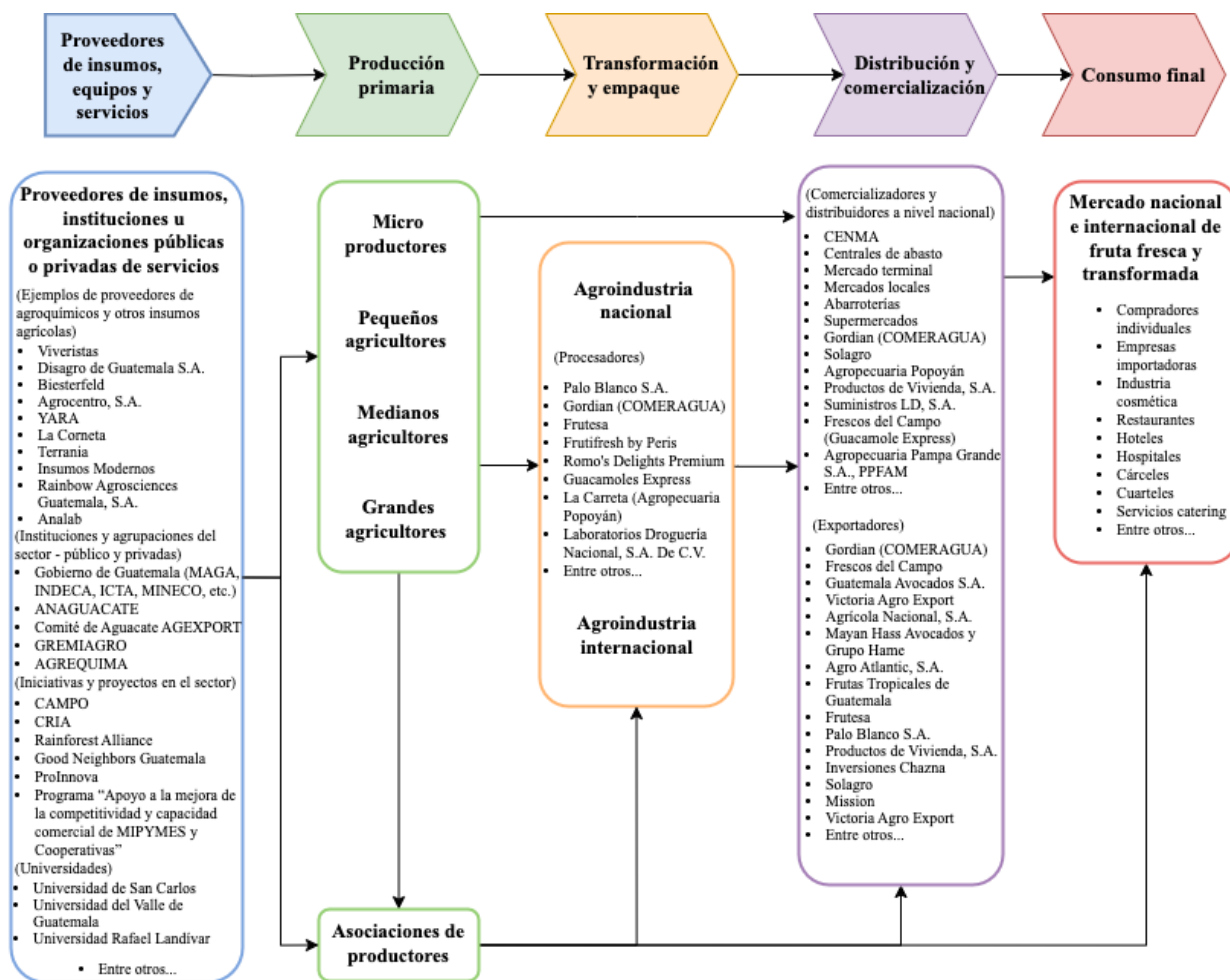 Proveedores
de insumos,
equipos y
servicios
Producción
primaria
Transformación
y empaque
Distribución y
comercialización
Consumo final
Proveedores de insumos,
instituciones u
organizaciones públicas
o privadas de servicios
(Ejemplos de proveedores de
agroquímicos y otros insumos
agrícolas)
• Viveristas
• Disagro de Guatemala S.A.
• Biesterfeld
• Agrocentro, S.A.
• YARA
• La Corneta
• Terrania
• Insumos Modernos
• Rainbow Agrosciences
Guatemala, S.A.
• Analab
(Instituciones y agrupaciones del
sector - público y privadas)
• Gobierno de Guatemala (MAGA,
INDECA, ICTA, MINECO, etc.)
• ANAGUACATE
• Comité de Aguacate AGEXPORT
• GREMIAGRO
• AGREQUIMA
(Iniciativas y proyectos en el sector)
• CAMPO
• CRIA
• Rainforest Alliance
• Good Neighbors Guatemala
• ProInnova
• Programa “Apoyo a la mejora de
la competitividad y capacidad
comercial de MIPYMES y
Cooperativas”
(Universidades)
• Universidad de San Carlos
• Universidad del Valle de
Guatemala
• Universidad Rafael Landívar
• Entre otros...
Micro
productores
Pequeños
agricultores
Medianos
agricultores
Grandes
agricultores
Asociaciones de
productores
Agroindustria
nacional
(Procesadores)
• Palo Blanco S.A.
• Gordian (COMERAGUA)
• Frutesa
• Frutifresh by Peris
• Romo's Delights Premium
• Guacamoles Express
• La Carreta (Agropecuaria
Popoyán)
• Laboratorios Droguería
Nacional, S.A. De C.V.
• Entre otros...
Agroindustria
internacional
(Comercializadores y
distribuidores a nivel nacional)
• CENMA
• Centrales de abasto
• Mercado terminal
• Mercados locales
• Abarroterías
• Supermercados
• Gordian (COMERAGUA)
• Solagro
• Agropecuaria Popoyán
• Productos de Vivienda, S.A.
• Suministros LD, S.A.
• Frescos del Campo
(Guacamole Express)
• Agropecuaria Pampa Grande
S.A., PPFAM
• Entre otros...
(Exportadores)
• Gordian (COMERAGUA)
• Frescos del Campo
• Guatemala Avocados S.A.
• Victoria Agro Export
• Agrícola Nacional, S.A.
• Mayan Hass Avocados y
Grupo Hame
• Agro Atlantic, S.A.
• Frutas Tropicales de
Guatemala
• Frutesa
• Palo Blanco S.A.
• Productos de Vivienda, S.A.
• Inversiones Chazna
• Solagro
• Mission
• Victoria Agro Export
• Entre otros...
Mercado nacional
e internacional de
fruta fresca y
transformada
• Compradores
individuales
• Empresas
importadoras
• Industria
cosmética
• Restaurantes
• Hoteles
• Hospitales
• Cárceles
• Cuarteles
• Servicios catering
• Entre otros...